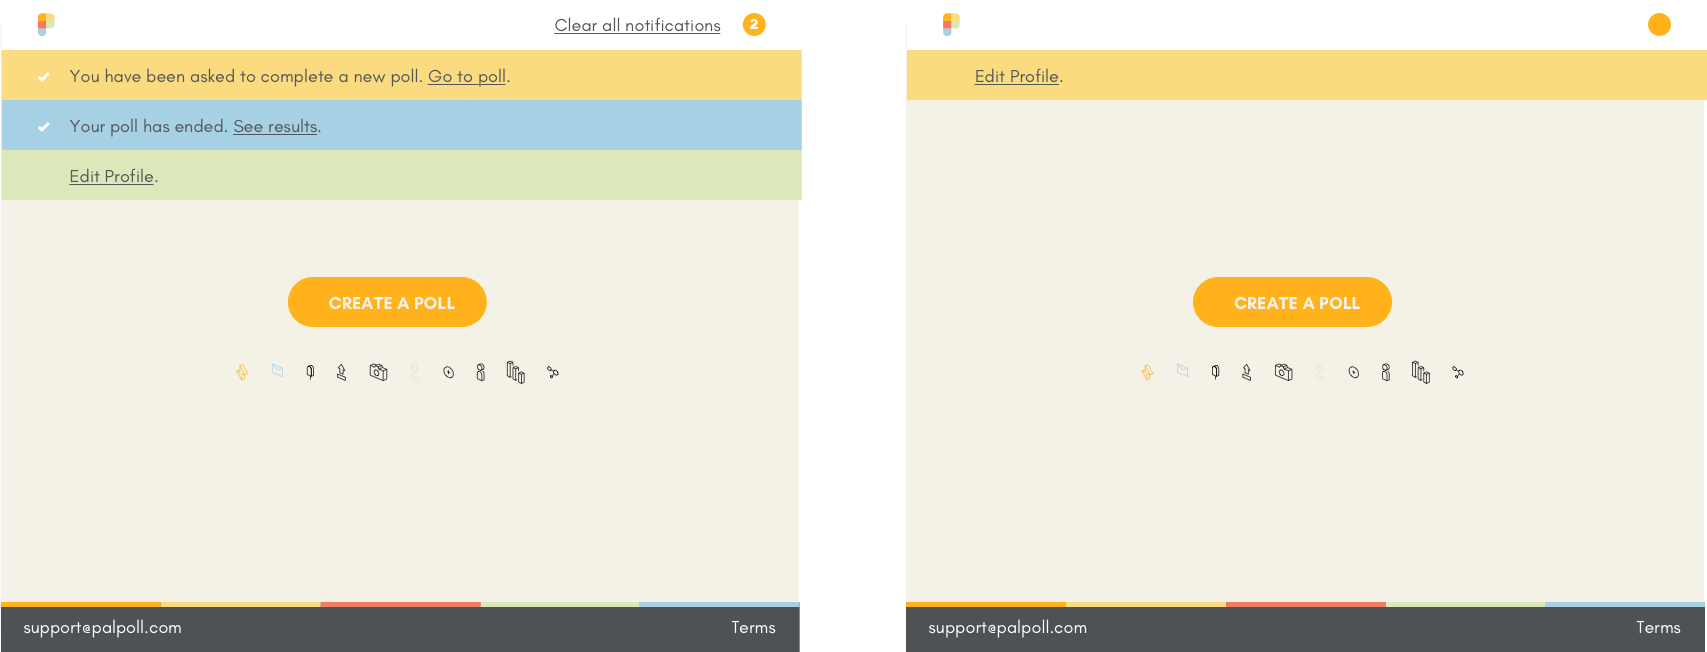 Clear all notifications 2
You have been asked to complete a new poll. Go to poll.
Your poll has ended. See results.
Edit Profile.
CREATE A POLL
support@palpoll.com Terms
Edit Profile.
CREATE A POLL
support@palpoll.com Terms